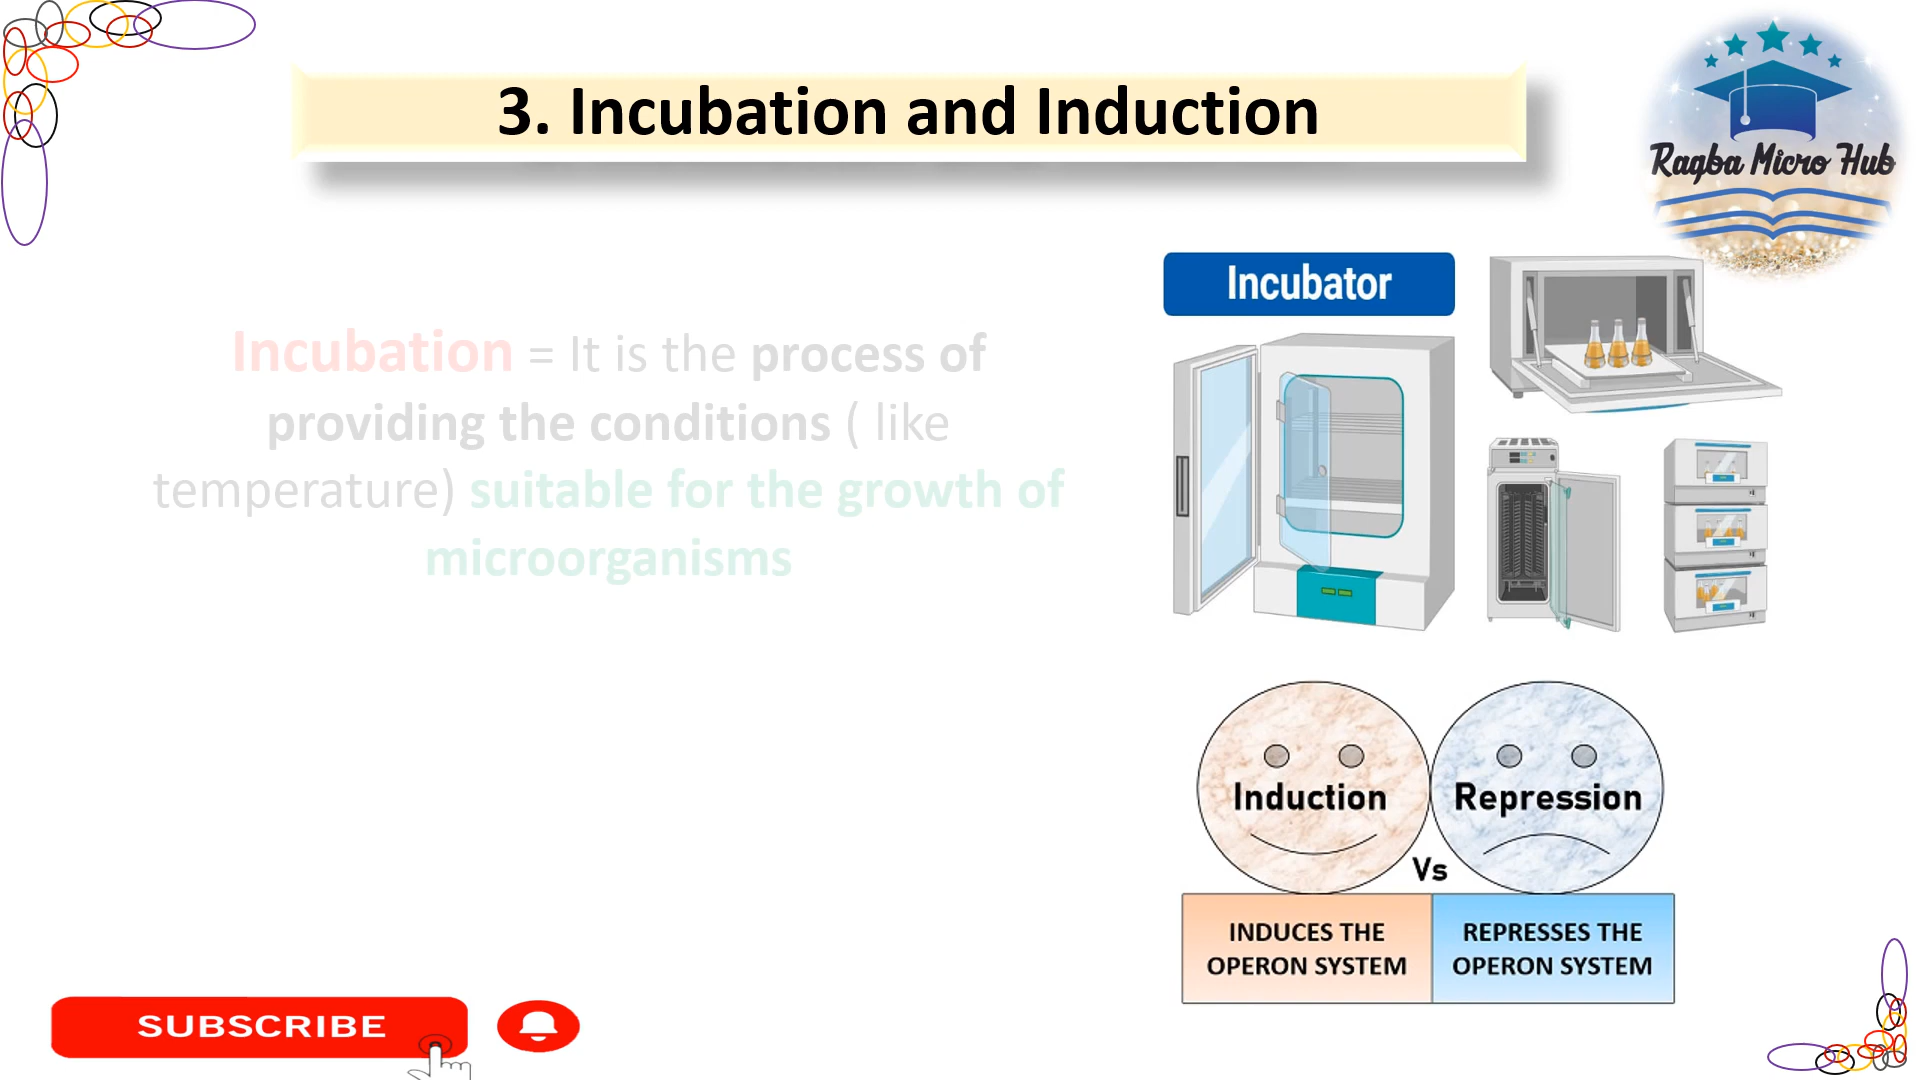 3. Incubation and Induction
Raqba Micro Hub
Incubator
Incubation = It is the process of
providing the conditions ( like
temperature) suitable for the growth of
microorganisms
Induction
Repression
Vs
INDUCES THE
OPERON SYSTEM
REPRESSES THE
OPERON SYSTEM
SUBSCRIBE